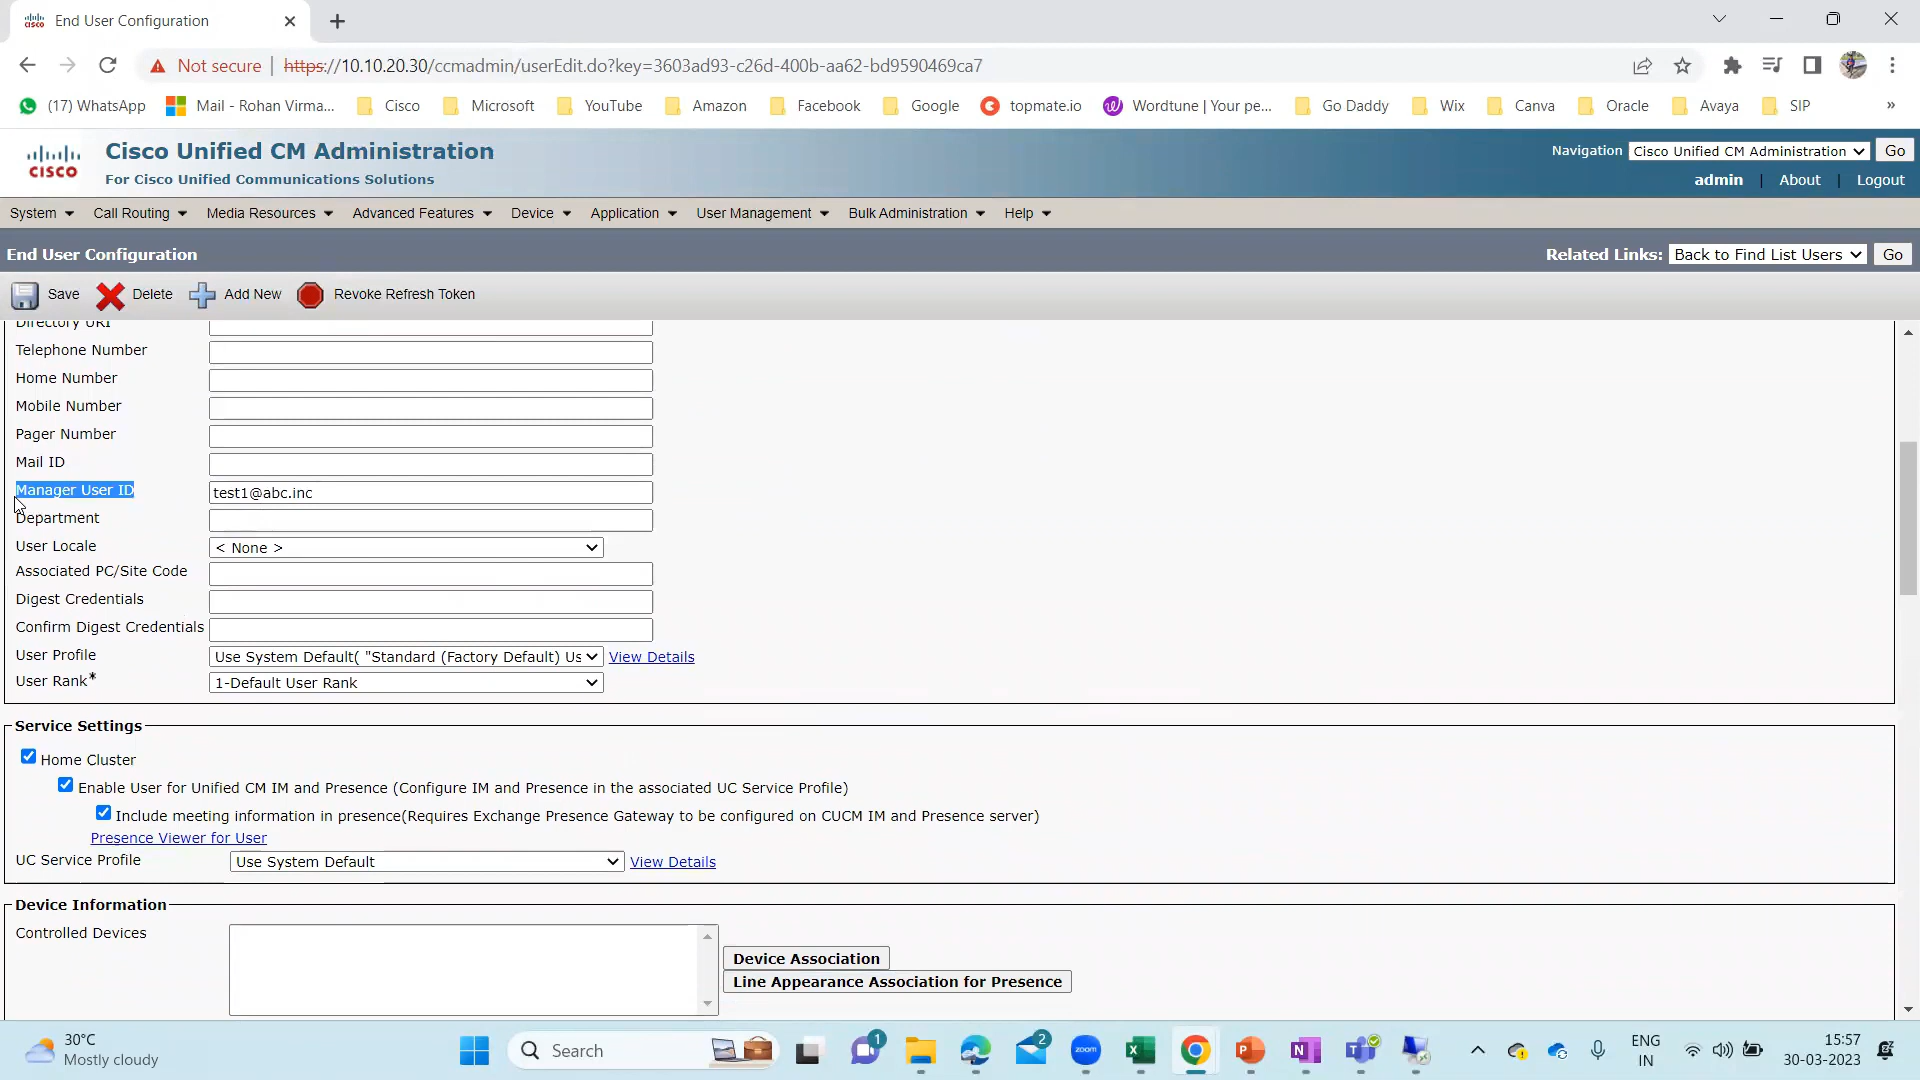 End User Configuration
Not secure | https://10.10.20.30/ccmadmin/userEdit.do?key=3603ad93-c26d-400b-aa62-bd9590469ca7
(17) WhatsApp Mail - Rohan Virma... Cisco Microsoft YouTube Amazon Facebook Google topmate.io Wordtune | Your pe... Go Daddy Wix Canva Oracle Avaya SIP »
Cisco Unified CM Administration
CISCO
For Cisco Unified Communications Solutions
Navigation Cisco Unified CM Administration Go
admin | About | Logout
System Call Routing Media Resources Advanced Features Device Application User Management Bulk Administration Help
End User Configuration Related Links: Back to Find List Users Go
Save Delete Add New Revoke Refresh Token
Directory URI
Telephone Number
Home Number
Mobile Number
Pager Number
Mail ID
Manager User ID test1@abc.inc
Department
User Locale < None >
Associated PC/Site Code
Digest Credentials
Confirm Digest Credentials
User Profile Use System Default( "Standard (Factory Default) Us View Details
User Rank* 1-Default User Rank
Service Settings
Home Cluster
Enable User for Unified CM IM and Presence (Configure IM and Presence in the associated UC Service Profile)
Include meeting information in presence(Requires Exchange Presence Gateway to be configured on CUCM IM and Presence server)
Presence Viewer for User
UC Service Profile Use System Default View Details
Device Information
Controlled Devices
Device Association
Line Appearance Association for Presence
30°C
Mostly cloudy
Search
1
2
zoom
ENG
IN
15:57
30-03-2023